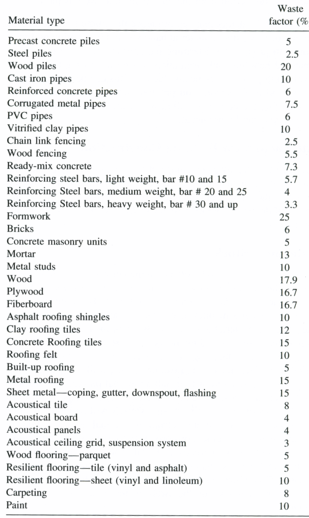 Waste
Material type factor (%
Precast concrete piles 5
Steel piles 2.5
Wood piles 20
Cast iron pipes 10
Reinforced concrete pipes 6
Corrugated metal pipes 7.5
PVC pipes 6
Vitrified clay pipes 10
Chain link fencing 2.5
Wood fencing 5.5
Ready-mix concrete 7.3
Reinforcing steel bars, light weight, bar #10 and 15 5.7
Reinforcing Steel bars, medium weight, bar # 20 and 25 4
Reinforcing Steel bars, heavy weight, bar # 30 and up 3.3
Formwork 25
Bricks 6
Concrete masonry units 5
Mortar 13
Metal studs 10
Wood 17.9
Plywood 16.7
Fiberboard 16.7
Asphalt roofing shingles 10
Clay roofing tiles 12
Concrete Roofing tiles 15
Roofing felt 10
Built-up roofing 5
Metal roofing 15
Sheet metal—coping, gutter, downspout, flashing 15
Acoustical tile 8
Acoustical board 4
Acoustical panels 4
Acoustical ceiling grid, suspension system 3
Wood flooring—parquet 5
Resilient flooring—tile (vinyl and asphalt) 5
Resilient flooring—sheet (vinyl and linoleum) 10
Carpeting 8
Paint 10